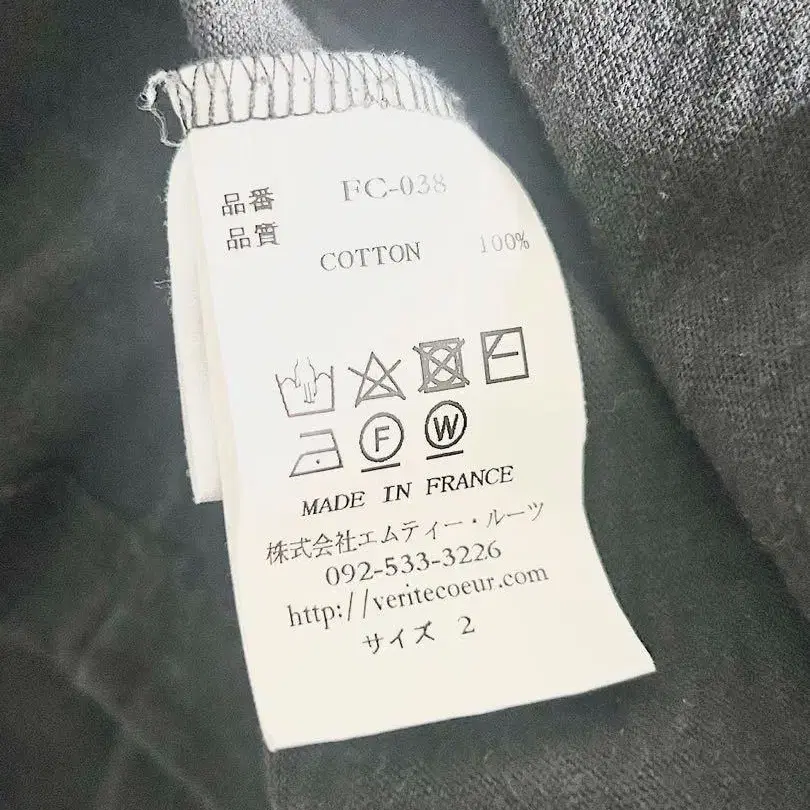 品番 FC-038
品質
COTTON 100%
F W
MADE IN FRANCE
株式会社エムティー・ルーツ
092-533-3226
http://veritecoeur.com
サイズ 2